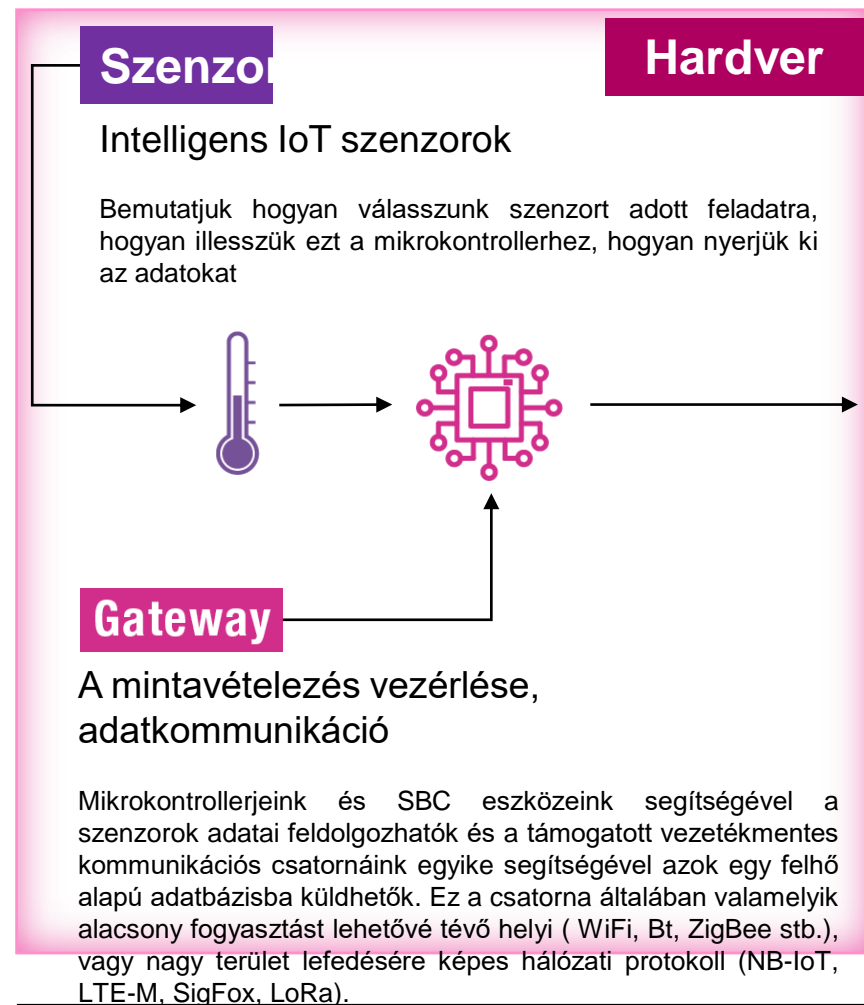 Szenzor
Hardver
Intelligens IoT szenzorok
Bemutatjuk hogyan válasszunk szenzort adott feladatra,
hogyan illesszük ezt a mikrokontrollerhez, hogyan nyerjük ki
az adatokat
Gateway
A mintavételezés vezérlése,
adatkommunikáció
Mikrokontrollerjeink és SBC eszközeink segítségével a
szenzorok adatai feldolgozhatók és a támogatott vezetékmentes
kommunikációs csatornáink egyike segítségével azok egy felhő
alapú adatbázisba küldhetők. Ez a csatorna általában valamelyik
alacsony fogyasztást lehetővé tévő helyi ( WiFi, Bt, ZigBee stb.),
vagy nagy terület lefedésére képes hálózati protokoll (NB-IoT,
LTE-M, SigFox, LoRa).